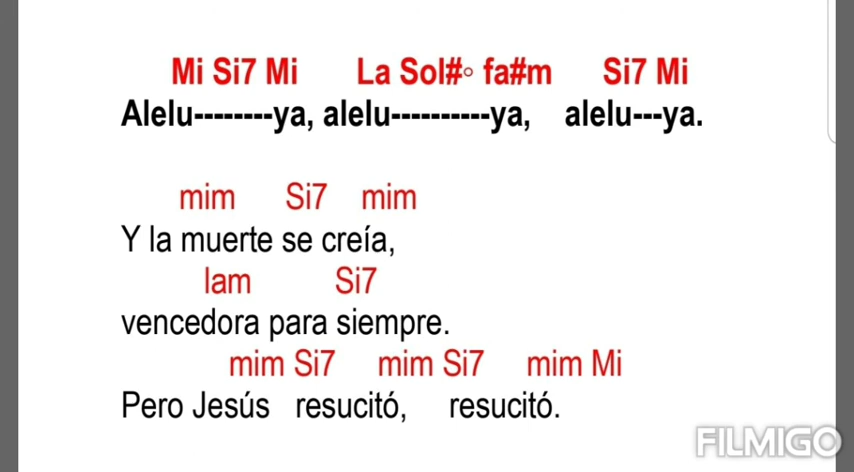 Mi Si7 Mi La Sol#° fa#m Si7 Mi
Alelu--------ya, alelu----------ya, alelu---ya.
mim Si7 mim
Y la muerte se creía,
lam Si7
vencedora para siempre.
mim Si7 mim Si7 mim Mi
Pero Jesús resucitó, resucitó.
FILMIGO